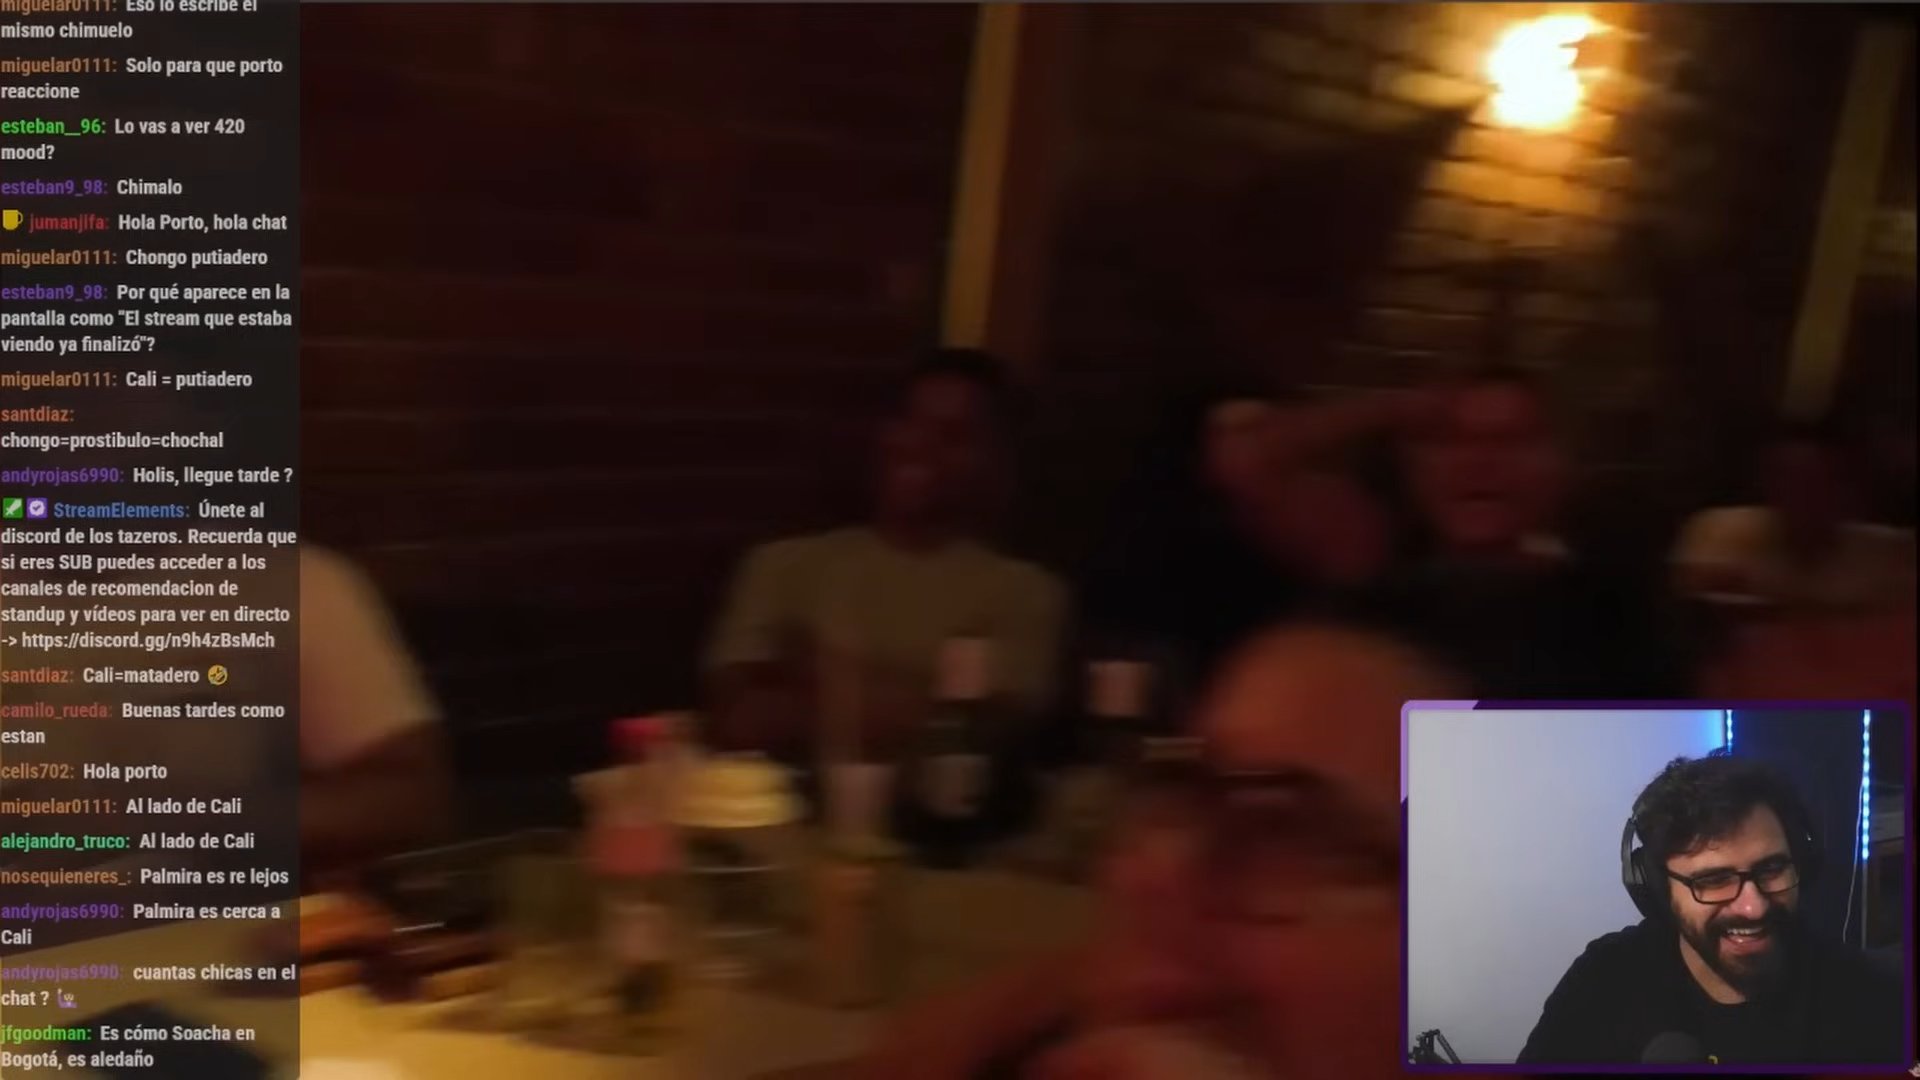 miguelar0111: Eso lo escribe el
mismo chimuelo
miguelar0111: Solo para que porto
reaccione
esteban__96: Lo vas a ver 420
mood?
esteban9_98: Chimalo
jumanjifa: Hola Porto, hola chat
miguelar0111: Chongo putiadero
esteban9_98: Por qué aparece en la
pantalla como "El stream que estaba
viendo ya finalizó"?
miguelar0111: Cali = putiadero
santdiaz:
chongo=prostibulo=chochal
andyrojas6990: Holis, llegue tarde ?
StreamElements: Únete al
discord de los tazeros. Recuerda que
si eres SUB puedes acceder a los
canales de recomendacion de
standup y vídeos para ver en directo
-> https://discord.gg/n9h4zBsMch
santdiaz: Cali=matadero 🤣
camilo_rueda: Buenas tardes como
estan
celis702: Hola porto
miguelar0111: Al lado de Cali
alejandro_truco: Al lado de Cali
nosequieneres_: Palmira es re lejos
andyrojas6990: Palmira es cerca a
Cali
andyrojas6990: cuantas chicas en el
chat ? 🙋
jfgoodman: Es cómo Soacha en
Bogotá, es aledaño